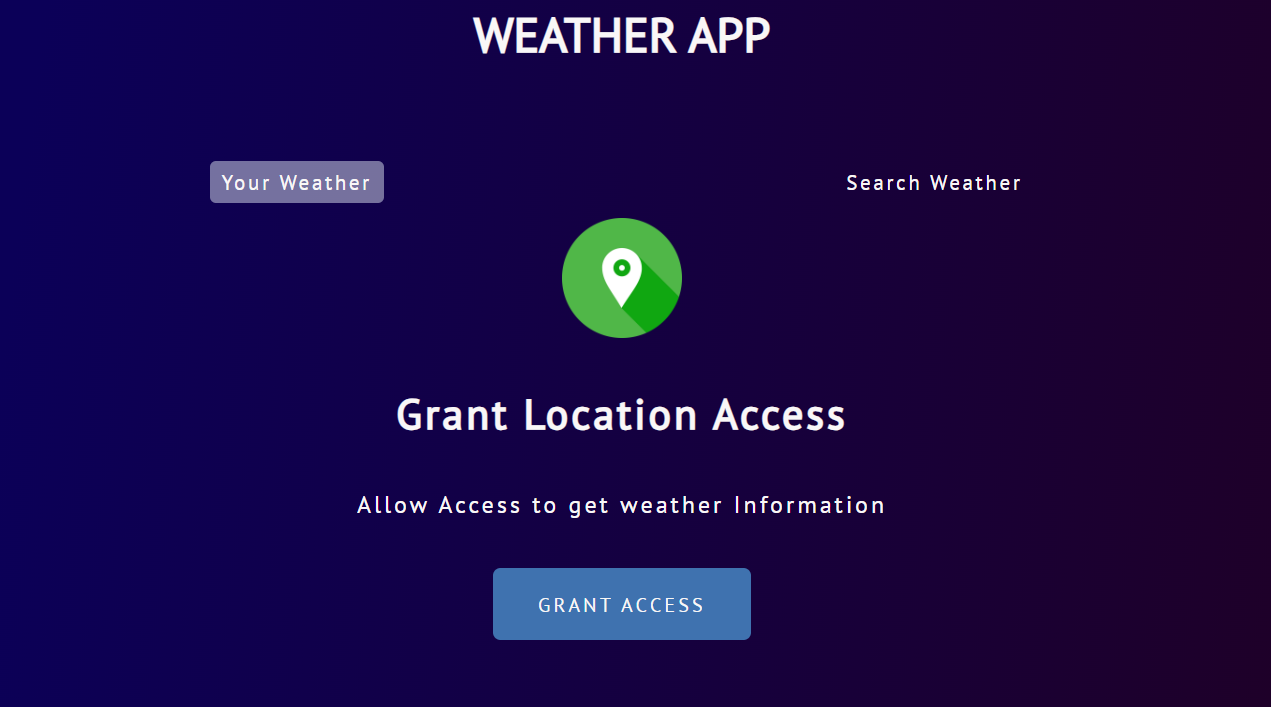 WEATHER APP
Your Weather
Search Weather
Grant Location Access
Allow Access to get weather Information
GRANT ACCESS